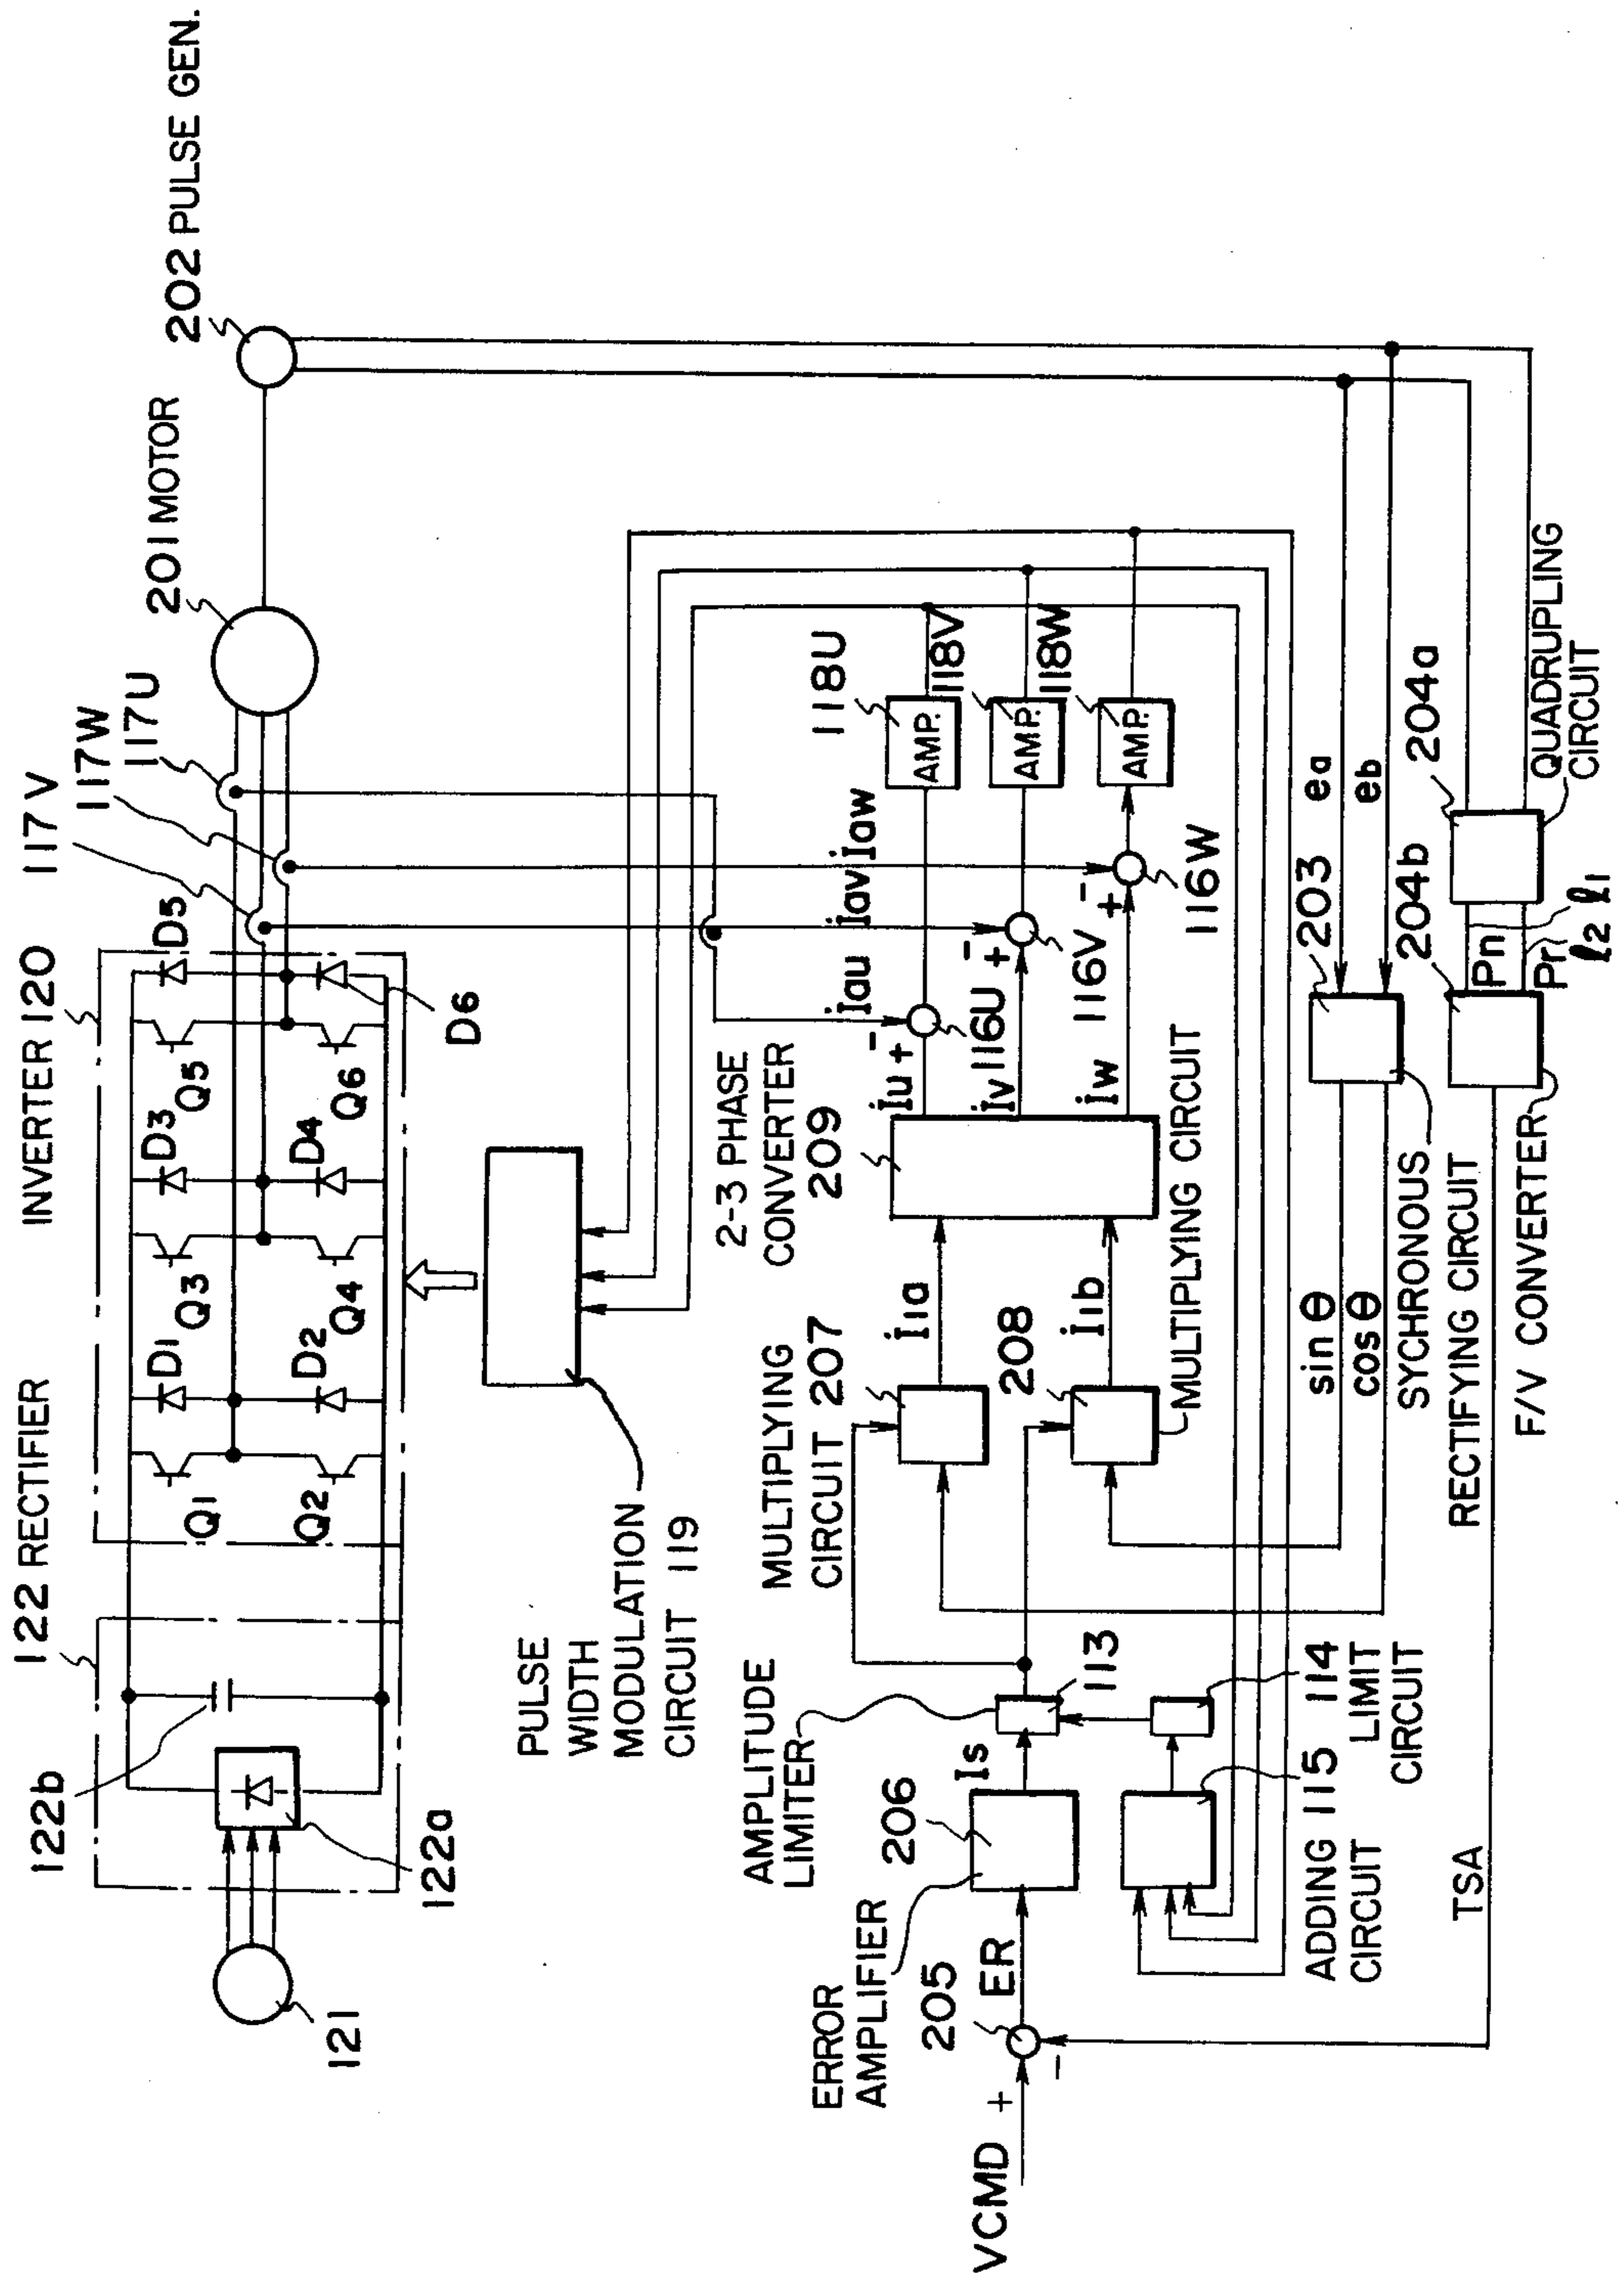 122 RECTIFIER
INVERTER 120
117V
117W
117U
201 MOTOR
202 PULSE GEN.
122b
D1
D3
D5
Q1
Q3
Q5
Q2
D2
Q4
D4
Q6
D6
121
122a
PULSE
WIDTH
MODULATION
CIRCUIT 119
2-3 PHASE
CONVERTER
209
AMPLITUDE
LIMITER
MULTIPLYING
CIRCUIT 207
118U
AMP.
118V
AMP.
118W
AMP.
iau
iav
iaw
iu
+
-
116U
iv
+
-
116V
iw
+
-
116W
i1a
208
i1b
MULTIPLYING CIRCUIT
ERROR
AMPLIFIER
206
205
ER
Is
113
VCMD
+
-
ADDING 115
CIRCUIT
114
LIMIT
CIRCUIT
sin θ
cos θ
203
ea
eb
SYCHRONOUS
RECTIFYING CIRCUIT
204b
204a
QUADRUPLING
CIRCUIT
Pn
Pr
ℓ1
ℓ2
F/V CONVERTER
TSA